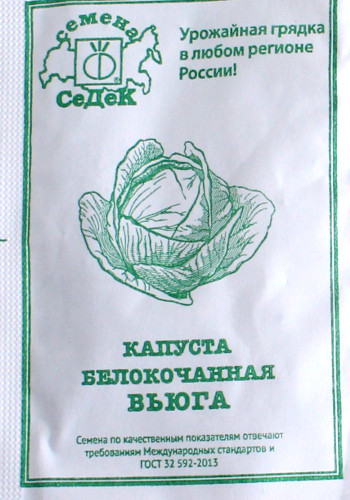 семена
СеДеК
Урожайная грядка
в любом регионе
России!
КАПУСТА
БЕЛОКОЧАННАЯ
ВЬЮГА
Семена по качественным показателям отвечают
требованиям Международных стандартов и
ГОСТ 32 592-2013